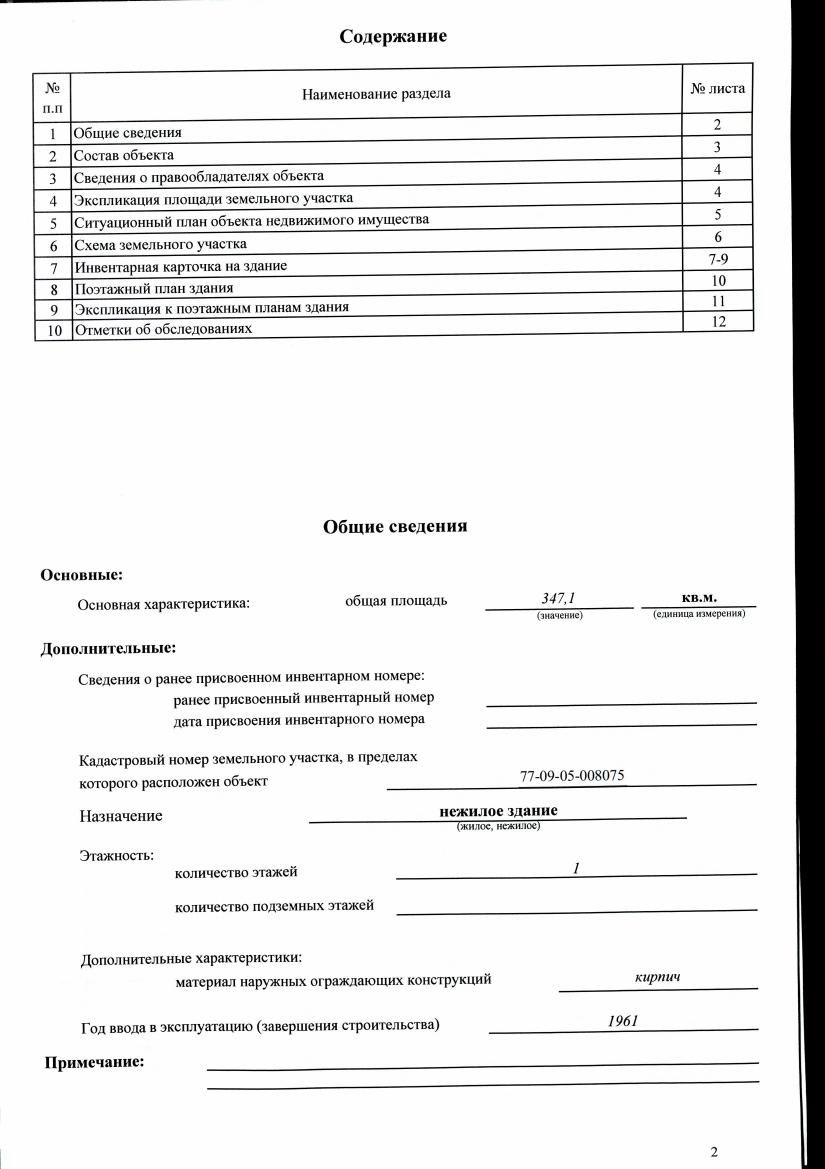 Содержание
№ п.п Наименование раздела № листа
1 Общие сведения 2
2 Состав объекта 3
3 Сведения о правообладателях объекта 4
4 Экспликация площади земельного участка 4
5 Ситуационный план объекта недвижимого имущества 5
6 Схема земельного участка 6
7 Инвентарная карточка на здание 7-9
8 Поэтажный план здания 10
9 Экспликация к поэтажным планам здания 11
10 Отметки об обследованиях 12
Общие сведения
Основные:
Основная характеристика: общая площадь 347,1 кв.м.
(значение) (единица измерения)
Дополнительные:
Сведения о ранее присвоенном инвентарном номере:
ранее присвоенный инвентарный номер
дата присвоения инвентарного номера
Кадастровый номер земельного участка, в пределах
которого расположен объект 77-09-05-008075
Назначение нежилое здание
(жилое, нежилое)
Этажность:
количество этажей 1
количество подземных этажей
Дополнительные характеристики:
материал наружных ограждающих конструкций кирпич
Год ввода в эксплуатацию (завершения строительства) 1961
Примечание:
2